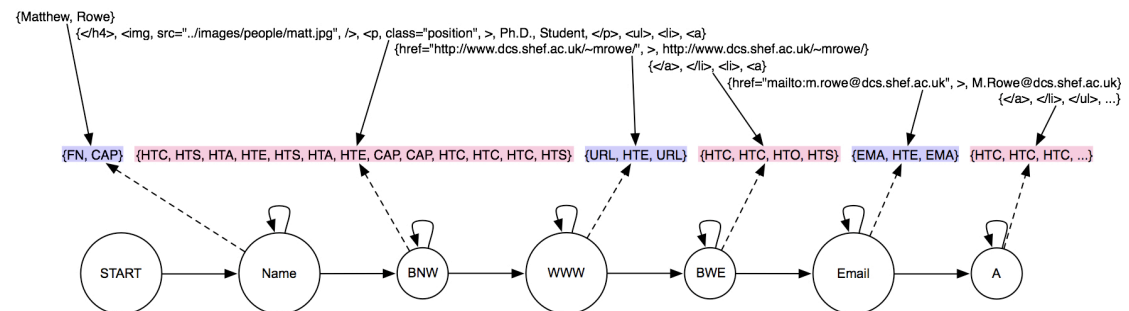 {Matthew, Rowe}
{</h4>, <img, src="../images/people/matt.jpg", />, <p, class="position", >, Ph.D., Student, </p>, <ul>, <li>, <a}
{href="http://www.dcs.shef.ac.uk/~mrowe/", >, http://www.dcs.shef.ac.uk/~mrowe/}
{</a>, </li>, <li>, <a}
{href="mailto:m.rowe@dcs.shef.ac.uk", >, M.Rowe@dcs.shef.ac.uk}
{</a>, </li>, </ul>, ...}
{FN, CAP} {HTC, HTS, HTA, HTE, HTS, HTA, HTE, CAP, CAP, HTC, HTC, HTC, HTS} {URL, HTE, URL} {HTC, HTC, HTO, HTS} {EMA, HTE, EMA} {HTC, HTC, HTC, ...}
START Name BNW WWW BWE Email A